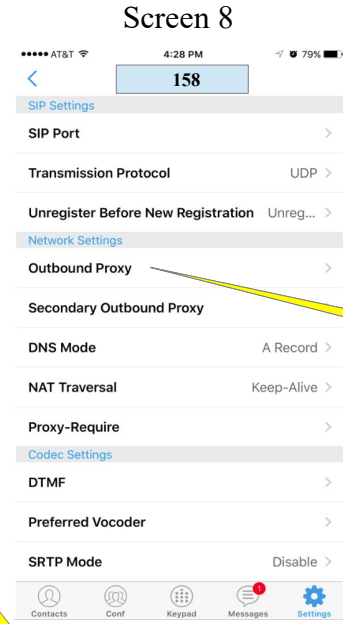 Screen 8
AT&T 4:28 PM 79%
158
SIP Settings
SIP Port
Transmission Protocol UDP
Unregister Before New Registration Unreg...
Network Settings
Outbound Proxy
Secondary Outbound Proxy
DNS Mode A Record
NAT Traversal Keep-Alive
Proxy-Require
Codec Settings
DTMF
Preferred Vocoder
SRTP Mode Disable
1
Contacts Conf Keypad Messages Settings